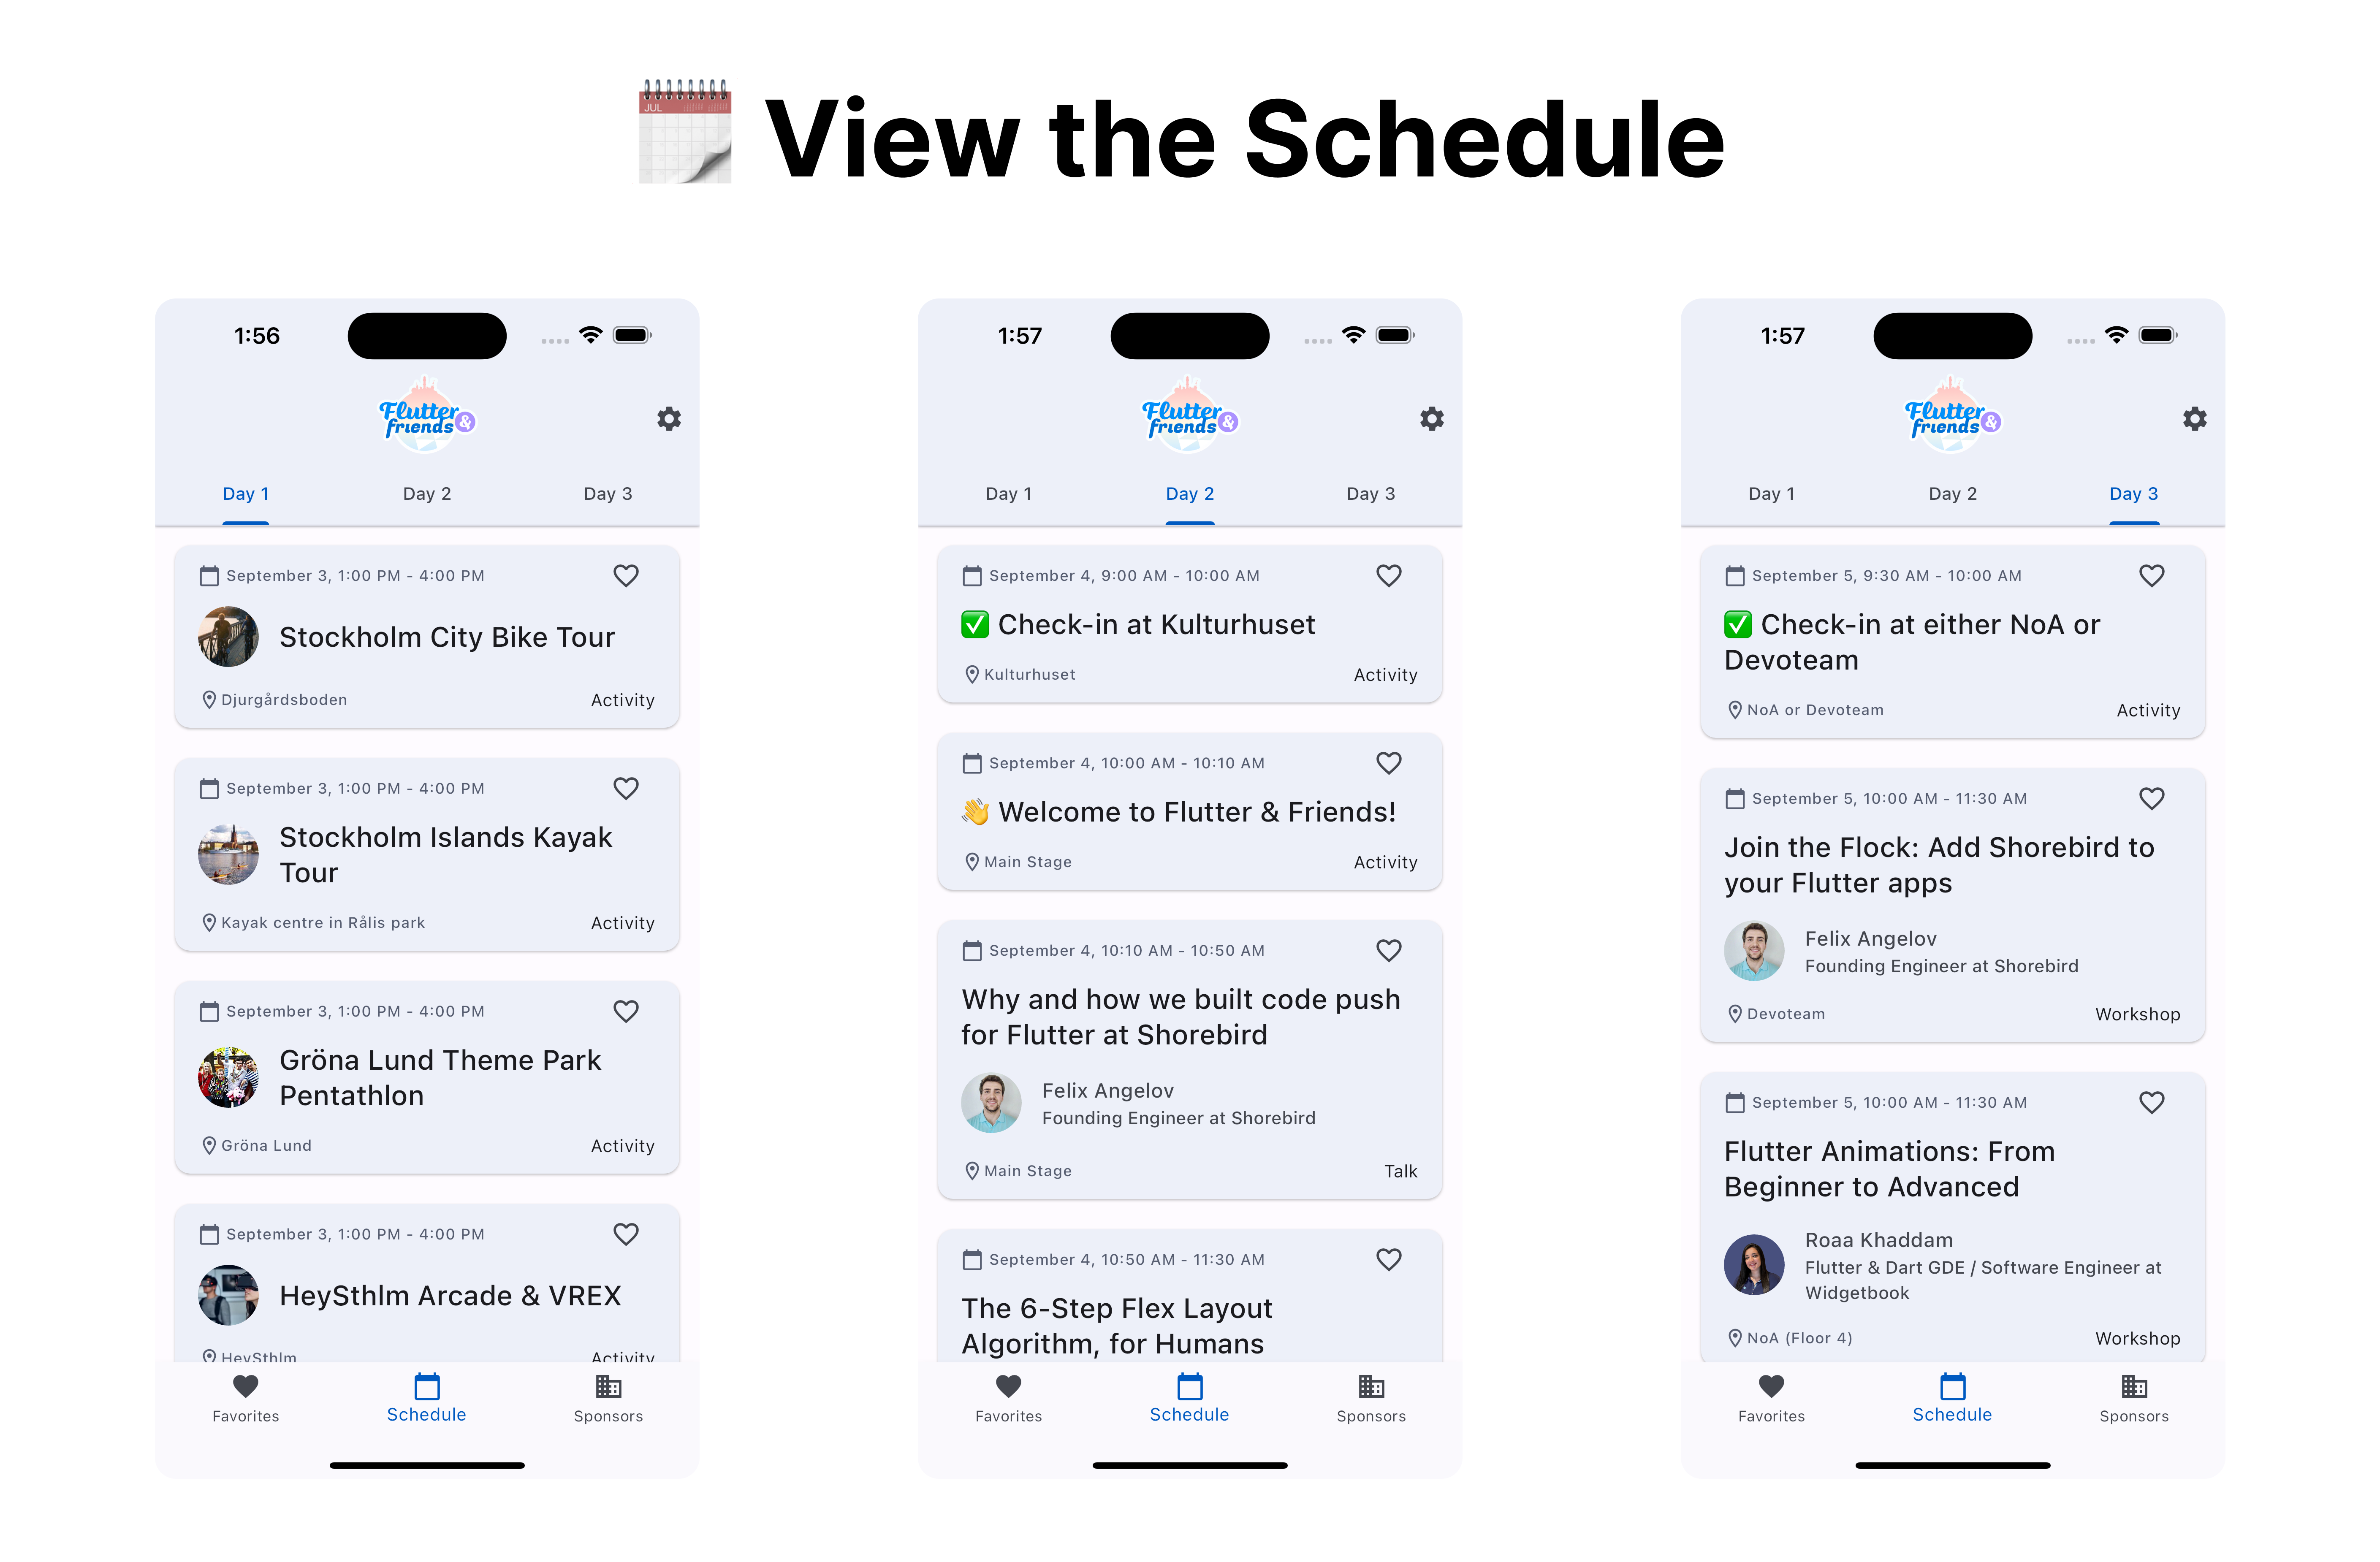 JUL
View the Schedule
1:56
Flutter
& friends
Day 1 Day 2 Day 3
September 3, 1:00 PM - 4:00 PM
Stockholm City Bike Tour
Djurgårdsboden Activity
September 3, 1:00 PM - 4:00 PM
Stockholm Islands Kayak
Tour
Kayak centre in Rålis park Activity
September 3, 1:00 PM - 4:00 PM
Gröna Lund Theme Park
Pentathlon
Gröna Lund Activity
September 3, 1:00 PM - 4:00 PM
HeySthlm Arcade & VREX
HeySthlm Activity
Favorites Schedule Sponsors
1:57
Flutter
& friends
Day 1 Day 2 Day 3
September 4, 9:00 AM - 10:00 AM
✅ Check-in at Kulturhuset
Kulturhuset Activity
September 4, 10:00 AM - 10:10 AM
👋 Welcome to Flutter & Friends!
Main Stage Activity
September 4, 10:10 AM - 10:50 AM
Why and how we built code push
for Flutter at Shorebird
Felix Angelov
Founding Engineer at Shorebird
Main Stage Talk
September 4, 10:50 AM - 11:30 AM
The 6-Step Flex Layout
Algorithm, for Humans
Favorites Schedule Sponsors
1:57
Flutter
& friends
Day 1 Day 2 Day 3
September 5, 9:30 AM - 10:00 AM
✅ Check-in at either NoA or
Devoteam
NoA or Devoteam Activity
September 5, 10:00 AM - 11:30 AM
Join the Flock: Add Shorebird to
your Flutter apps
Felix Angelov
Founding Engineer at Shorebird
Devoteam Workshop
September 5, 10:00 AM - 11:30 AM
Flutter Animations: From
Beginner to Advanced
Roaa Khaddam
Flutter & Dart GDE / Software Engineer at
Widgetbook
NoA (Floor 4) Workshop
Favorites Schedule Sponsors